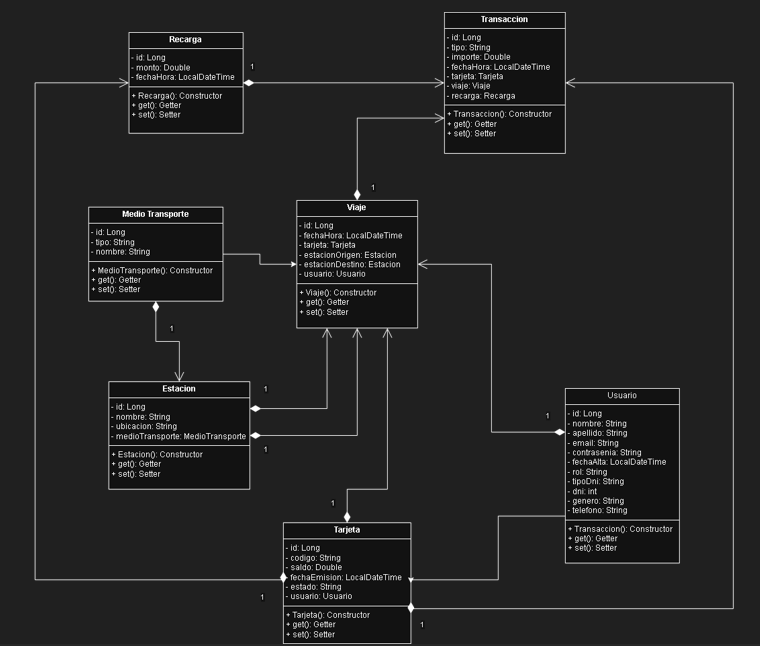 Transaccion
- id: Long
- tipo: String
- importe: Double
- fechaHora: LocalDateTime
- tarjeta: Tarjeta
- viaje: Viaje
- recarga: Recarga
+ Transaccion(): Constructor
+ get(): Getter
+ set(): Setter
Recarga
- id: Long
- monto: Double
- fechaHora: LocalDateTime
+ Recarga(): Constructor
+ get(): Getter
+ set(): Setter
1
1
Medio Transporte
- id: Long
- tipo: String
- nombre: String
+ MedioTransporte(): Constructor
+ get(): Getter
+ set(): Setter
1
Viaje
- id: Long
- fechaHora: LocalDateTime
- tarjeta: Tarjeta
- estacionOrigen: Estacion
- estacionDestino: Estacion
- usuario: Usuario
+ Viaje(): Constructor
+ get(): Getter
+ set(): Setter
Estacion
- id: Long
- nombre: String
- ubicacion: String
- medioTransporte: MedioTransporte
+ Estacion(): Constructor
+ get(): Getter
+ set(): Setter
1
1
1
Usuario
- id: Long
- nombre: String
- apellido: String
- email: String
- contrasenia: String
- fechaAlta: LocalDateTime
- rol: String
- tipoDni: String
- dni: int
- genero: String
- telefono: String
+ Transaccion(): Constructor
+ get(): Getter
+ set(): Setter
1
Tarjeta
- id: Long
- codigo: String
- saldo: Double
fechaEmision: LocalDateTime
- estado: String
- usuario: Usuario
+ Tarjeta(): Constructor
+ get(): Getter
+ set(): Setter
1
1